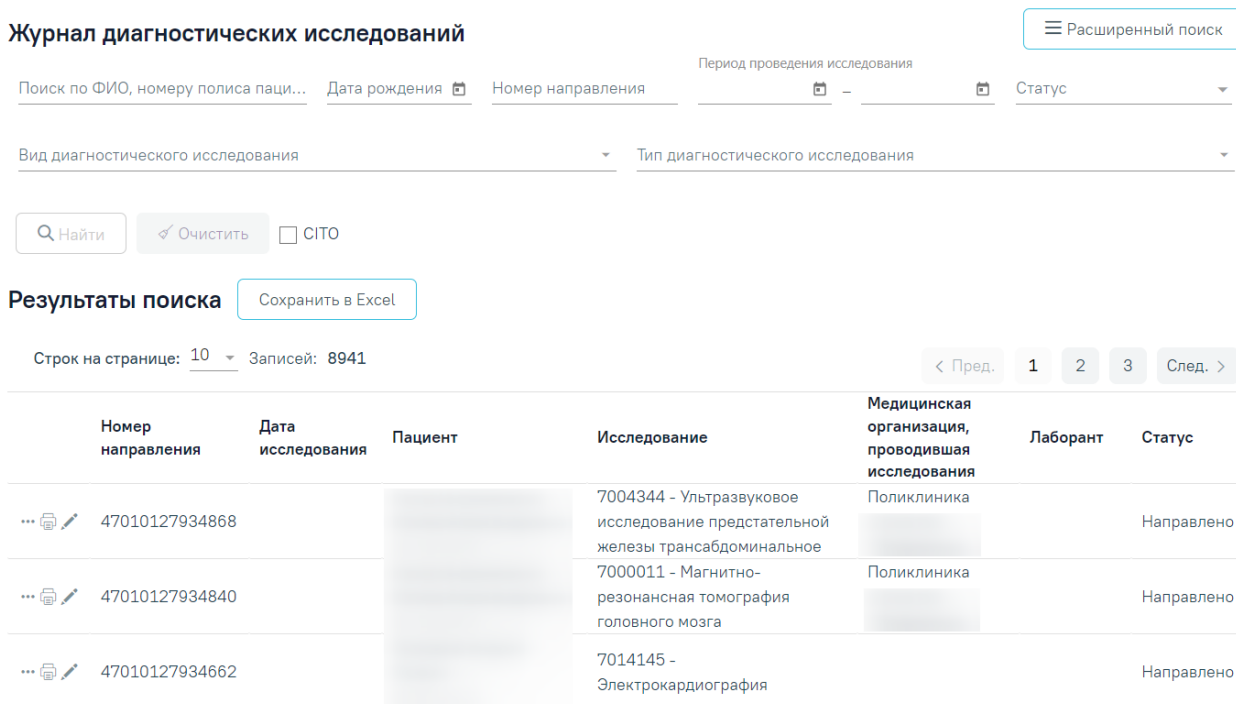 Журнал диагностических исследований
Расширенный поиск
Период проведения исследования
Поиск по ФИО, номеру полиса паци... Дата рождения Номер направления – Статус
Вид диагностического исследования Тип диагностического исследования
Найти Очистить CITO
Результаты поиска Сохранить в Excel
Строк на странице: 10 Записей: 8941
< Пред. 1 2 3 След. >
Номер
направления
Дата
исследования
Пациент
Исследование
Медицинская
организация,
проводившая
исследования
Лаборант
Статус
47010127934868
7004344 - Ультразвуковое
исследование предстательной
железы трансабдоминальное
Поликлиника
Направлено
47010127934840
7000011 - Магнитно-
резонансная томография
головного мозга
Поликлиника
Направлено
47010127934662
7014145 -
Электрокардиография
Направлено